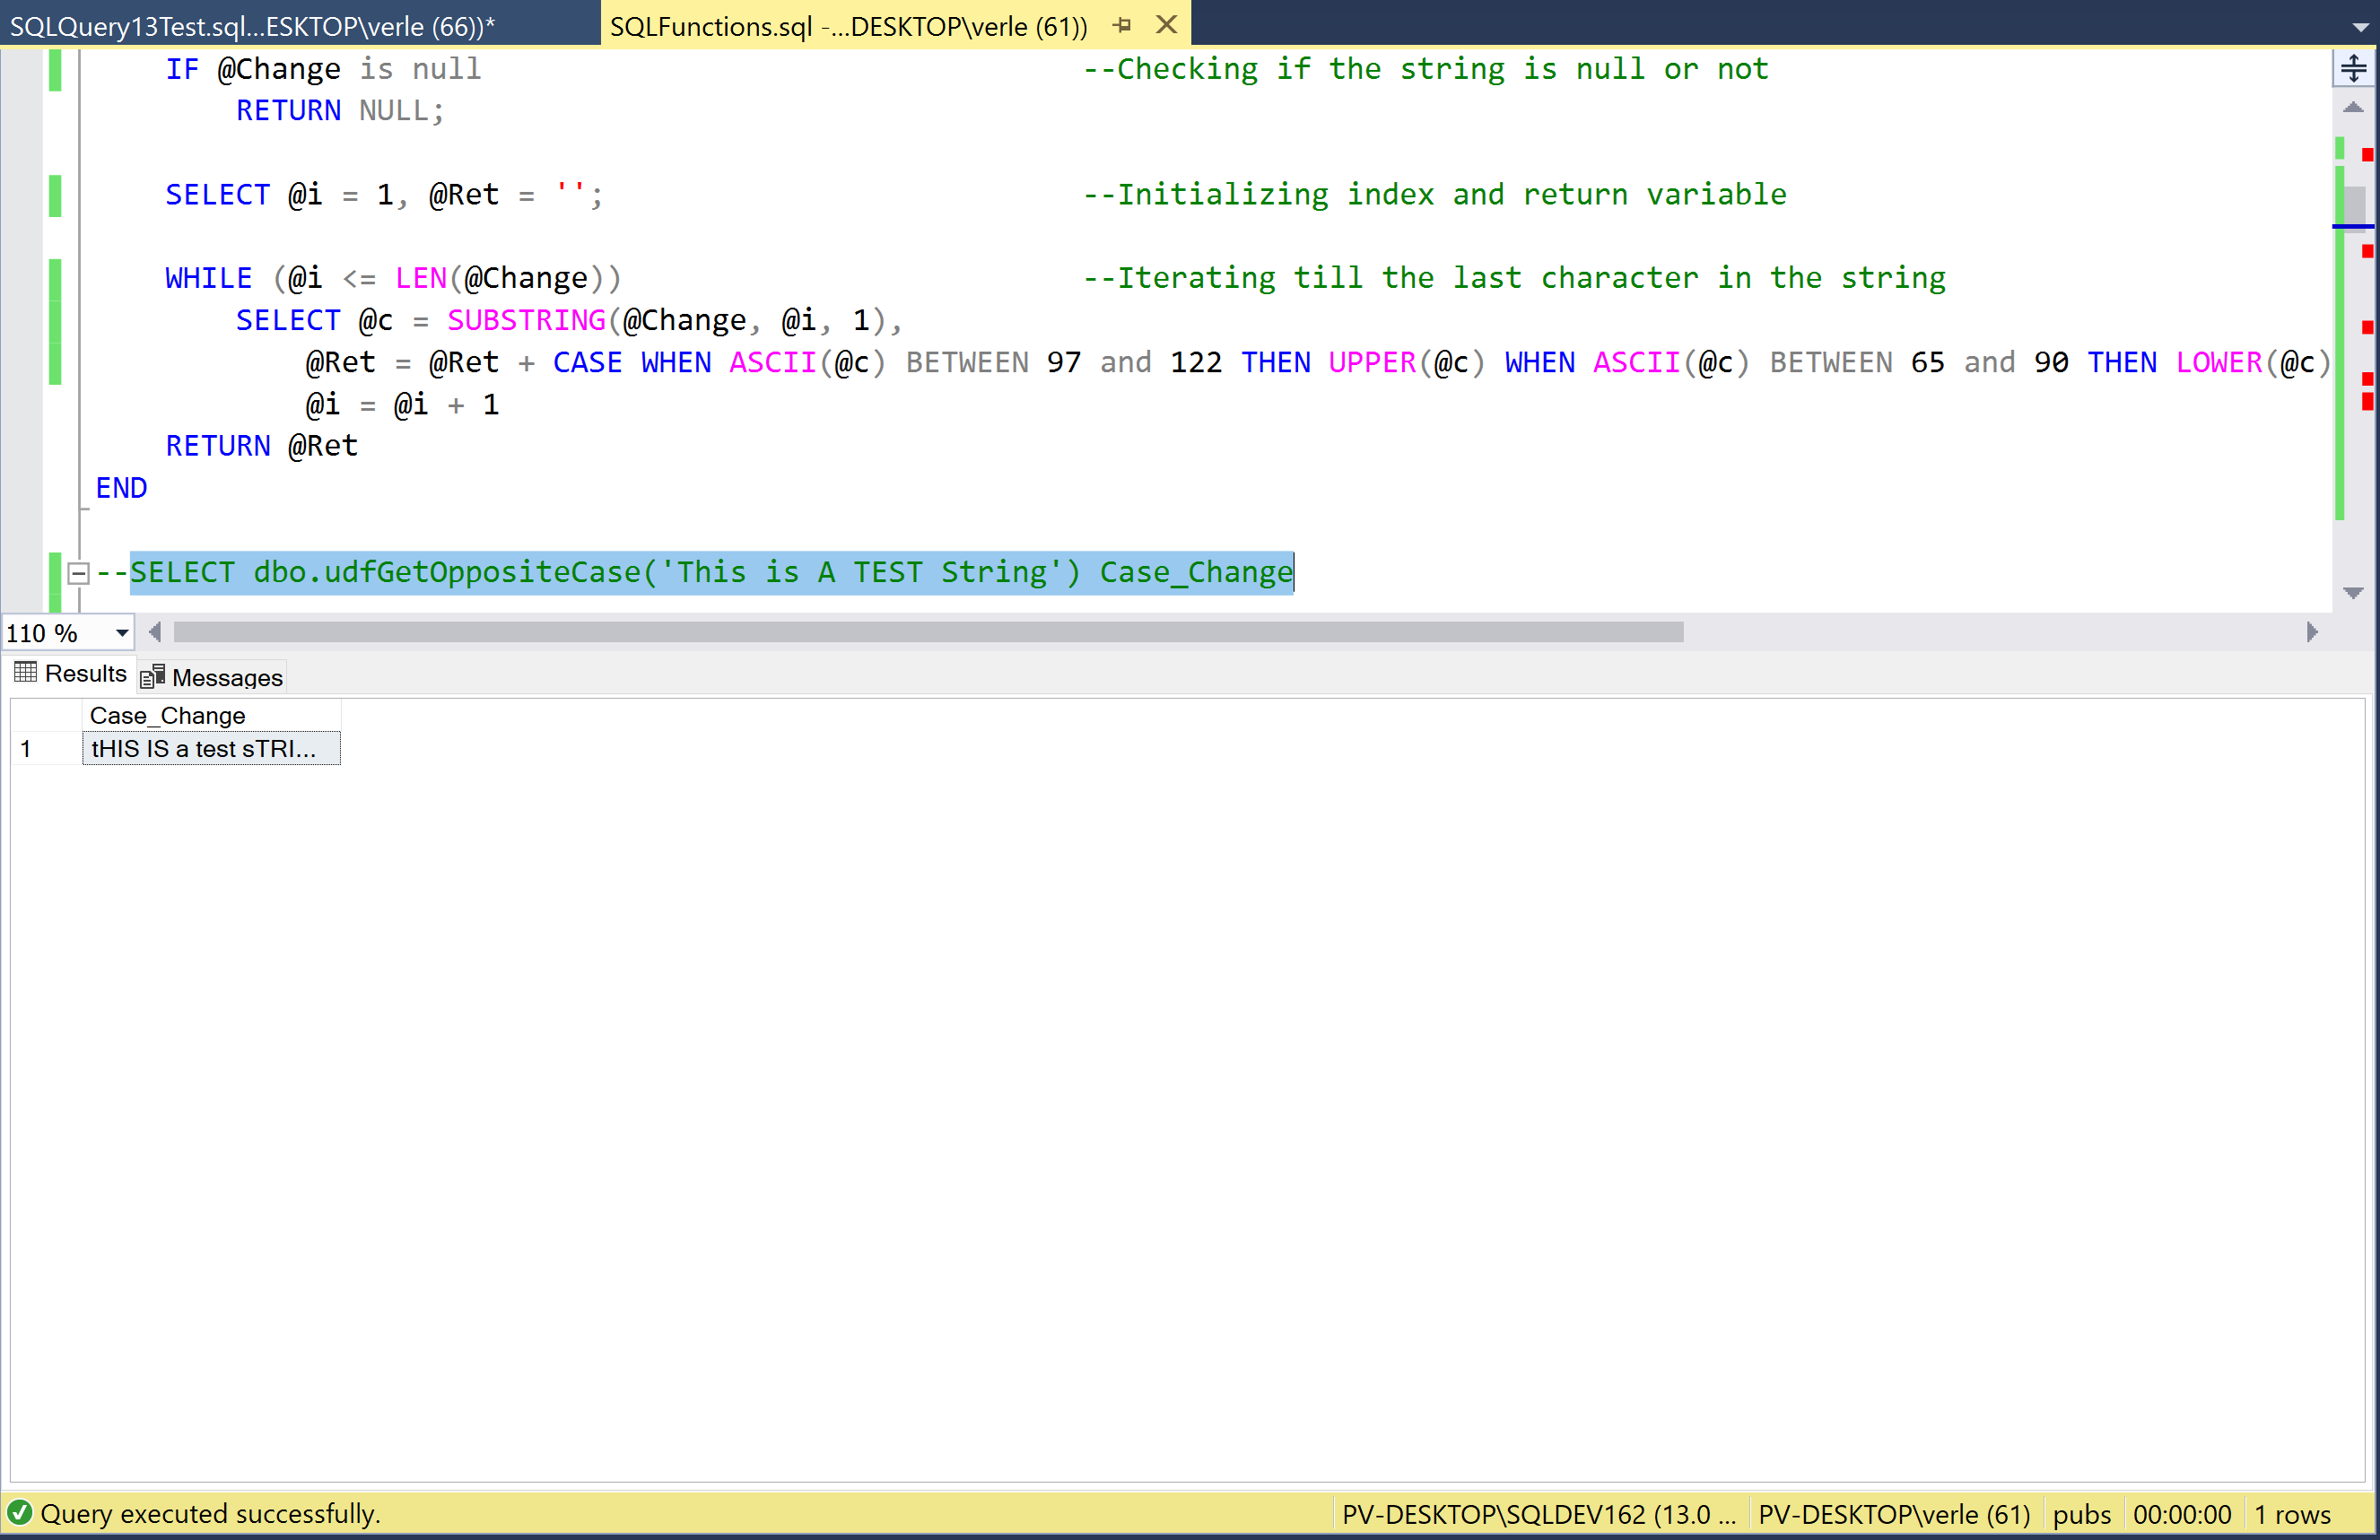 SQLQuery13Test.sql...ESKTOP\verle (66))*
SQLFunctions.sql -...DESKTOP\verle (61))
IF @Change is null --Checking if the string is null or not
RETURN NULL;
SELECT @i = 1, @Ret = ''; --Initializing index and return variable
WHILE (@i <= LEN(@Change)) --Iterating till the last character in the string
SELECT @c = SUBSTRING(@Change, @i, 1),
@Ret = @Ret + CASE WHEN ASCII(@c) BETWEEN 97 and 122 THEN UPPER(@c) WHEN ASCII(@c) BETWEEN 65 and 90 THEN LOWER(@c)
@i = @i + 1
RETURN @Ret
END
--SELECT dbo.udfGetOppositeCase('This is A TEST String') Case_Change
110 %
Results Messages
Case_Change
1 tHIS IS a test sTRI...
Query executed successfully. PV-DESKTOP\SQLDEV162 (13.0 ... PV-DESKTOP\verle (61) pubs 00:00:00 1 rows